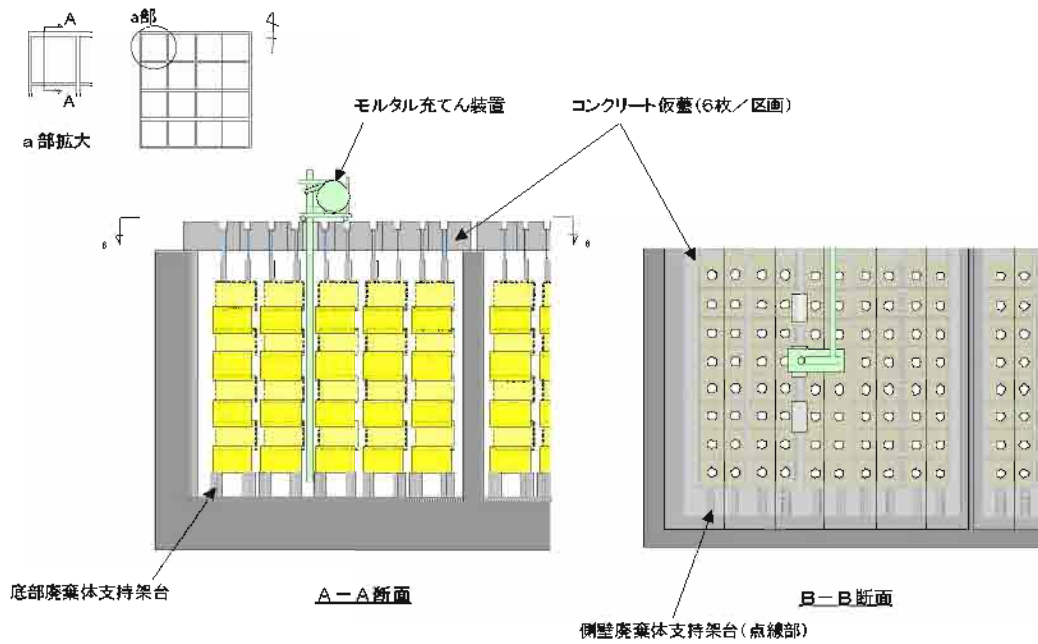 A
a部
A
a部拡大
モルタル充てん装置
コンクリート仮蓋(6枚/区画)
底部廃棄体支持架台
A-A断面
B-B断面
側壁廃棄体支持架台(点線部)